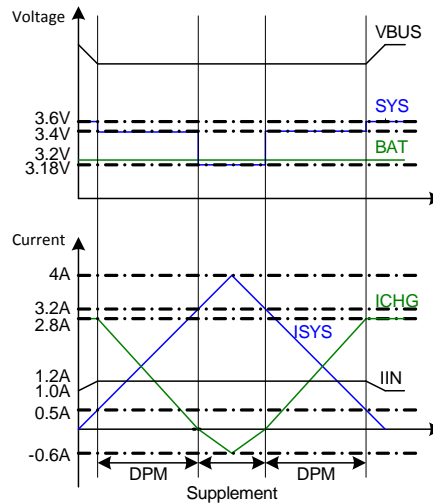 Voltage
VBUS
3.6V
SYS
3.4V
3.2V
BAT
3.18V
Current
4A
3.2A
ICHG
2.8A
ISYS
1.2A
IIN
1.0A
0.5A
-0.6A
DPM
DPM
Supplement